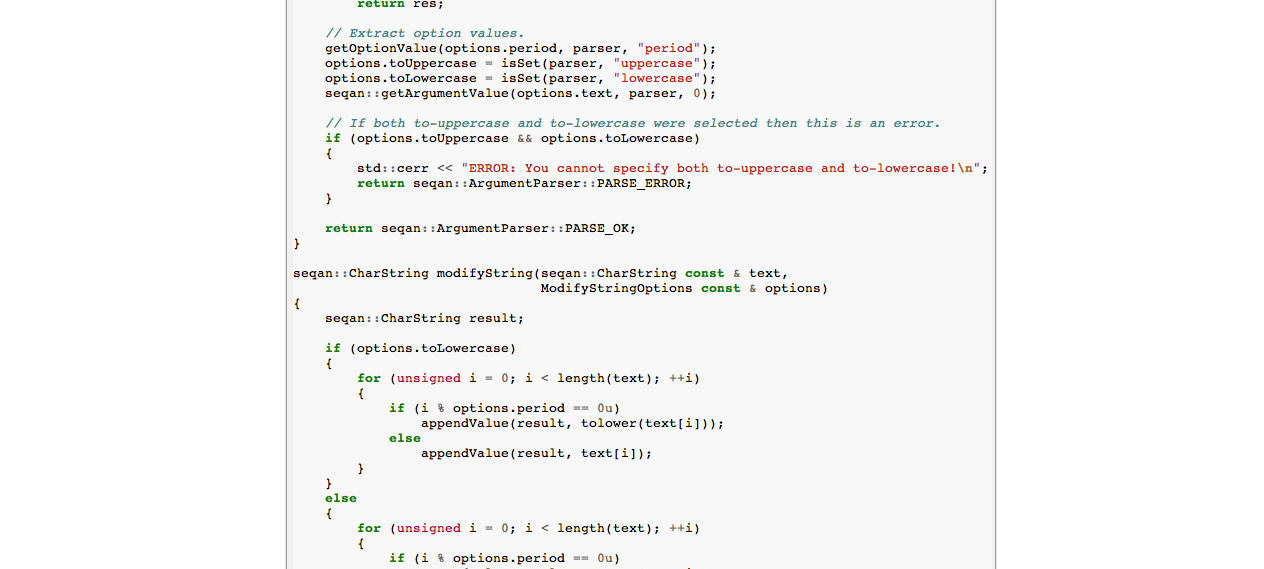 return res;

    // Extract option values.
    getOptionValue(options.period, parser, "period");
    options.toUppercase = isSet(parser, "uppercase");
    options.toLowercase = isSet(parser, "lowercase");
    seqan::getArgumentValue(options.text, parser, 0);

    // If both to-uppercase and to-lowercase were selected then this is an error.
    if (options.toUppercase && options.toLowercase)
    {
        std::cerr << "ERROR: You cannot specify both to-uppercase and to-lowercase!\n";
        return seqan::ArgumentParser::PARSE_ERROR;
    }

    return seqan::ArgumentParser::PARSE_OK;
}

seqan::CharString modifyString(seqan::CharString const & text,
                               ModifyStringOptions const & options)
{
    seqan::CharString result;

    if (options.toLowercase)
    {
        for (unsigned i = 0; i < length(text); ++i)
        {
            if (i % options.period == 0u)
                appendValue(result, tolower(text[i]));
            else
                appendValue(result, text[i]);
        }
    }
    else
    {
        for (unsigned i = 0; i < length(text); ++i)
        {
            if (i % options.period == 0u)